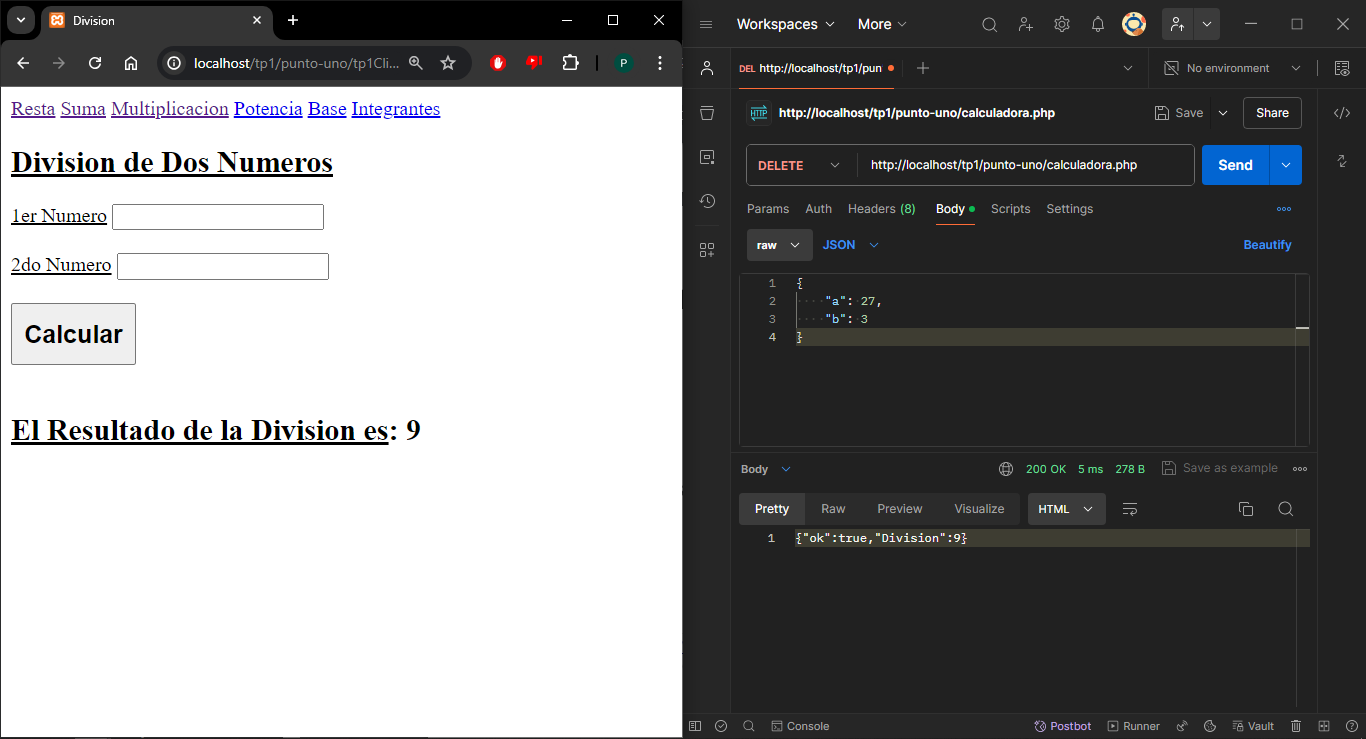 Division
localhost/tp1/punto-uno/tp1Cli...
P
Resta Suma Multiplicacion Potencia Base Integrantes
Division de Dos Numeros
1er Numero
2do Numero
Calcular
El Resultado de la Division es: 9
Workspaces More
DEL http://localhost/tp1/pun
No environment
HTTP http://localhost/tp1/punto-uno/calculadora.php
Save Share
DELETE http://localhost/tp1/punto-uno/calculadora.php Send
Params Auth Headers (8) Body Scripts Settings
raw JSON Beautify
1 {
2 "a": 27,
3 "b": 3
4 }
Body 200 OK 5 ms 278 B Save as example
Pretty Raw Preview Visualize HTML
1 {"ok":true,"Division":9}
Console Postbot Runner Vault